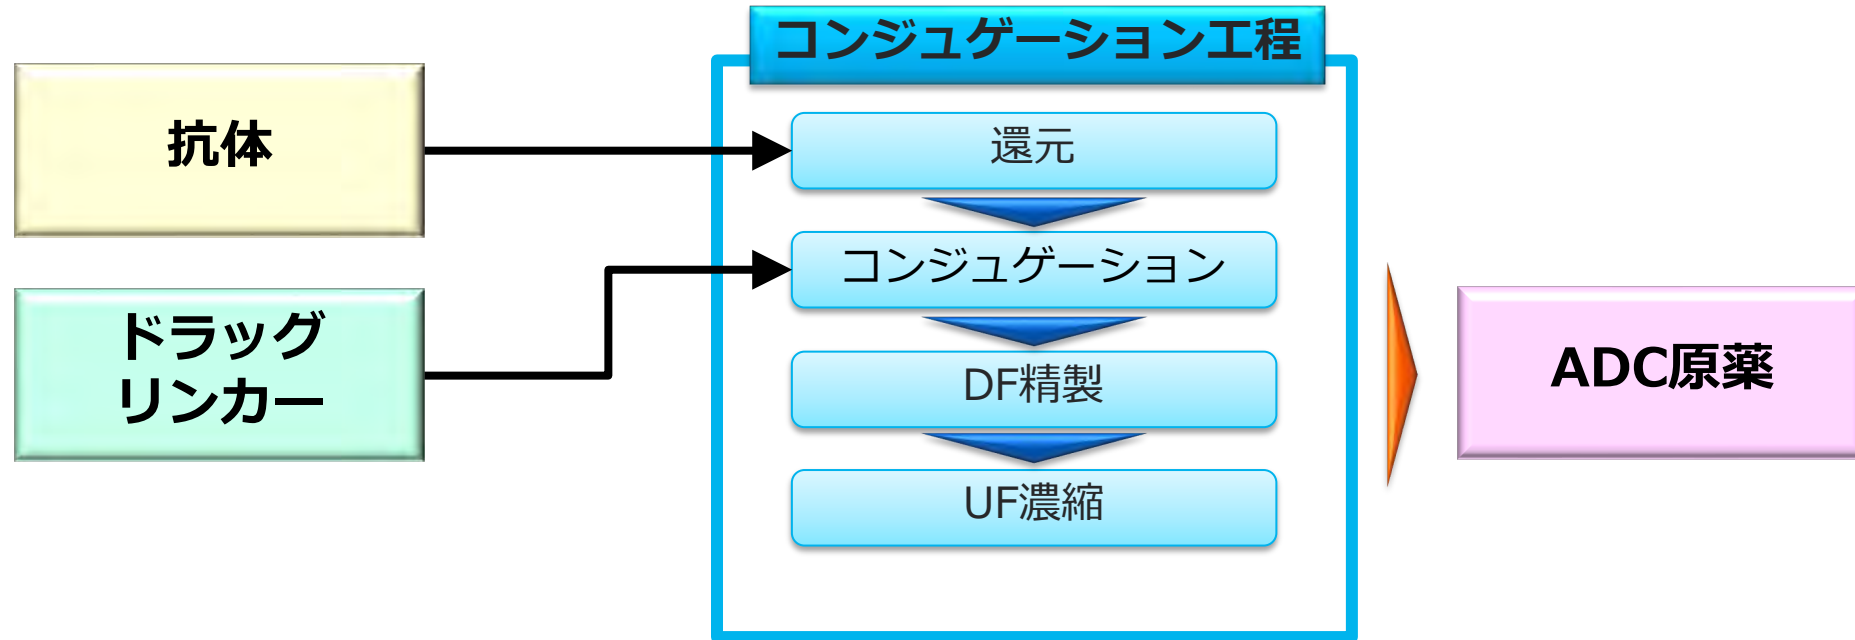 コンジュゲーション工程
抗体
還元
コンジュゲーション
ドラッグ
リンカー
DF精製
UF濃縮
ADC原薬